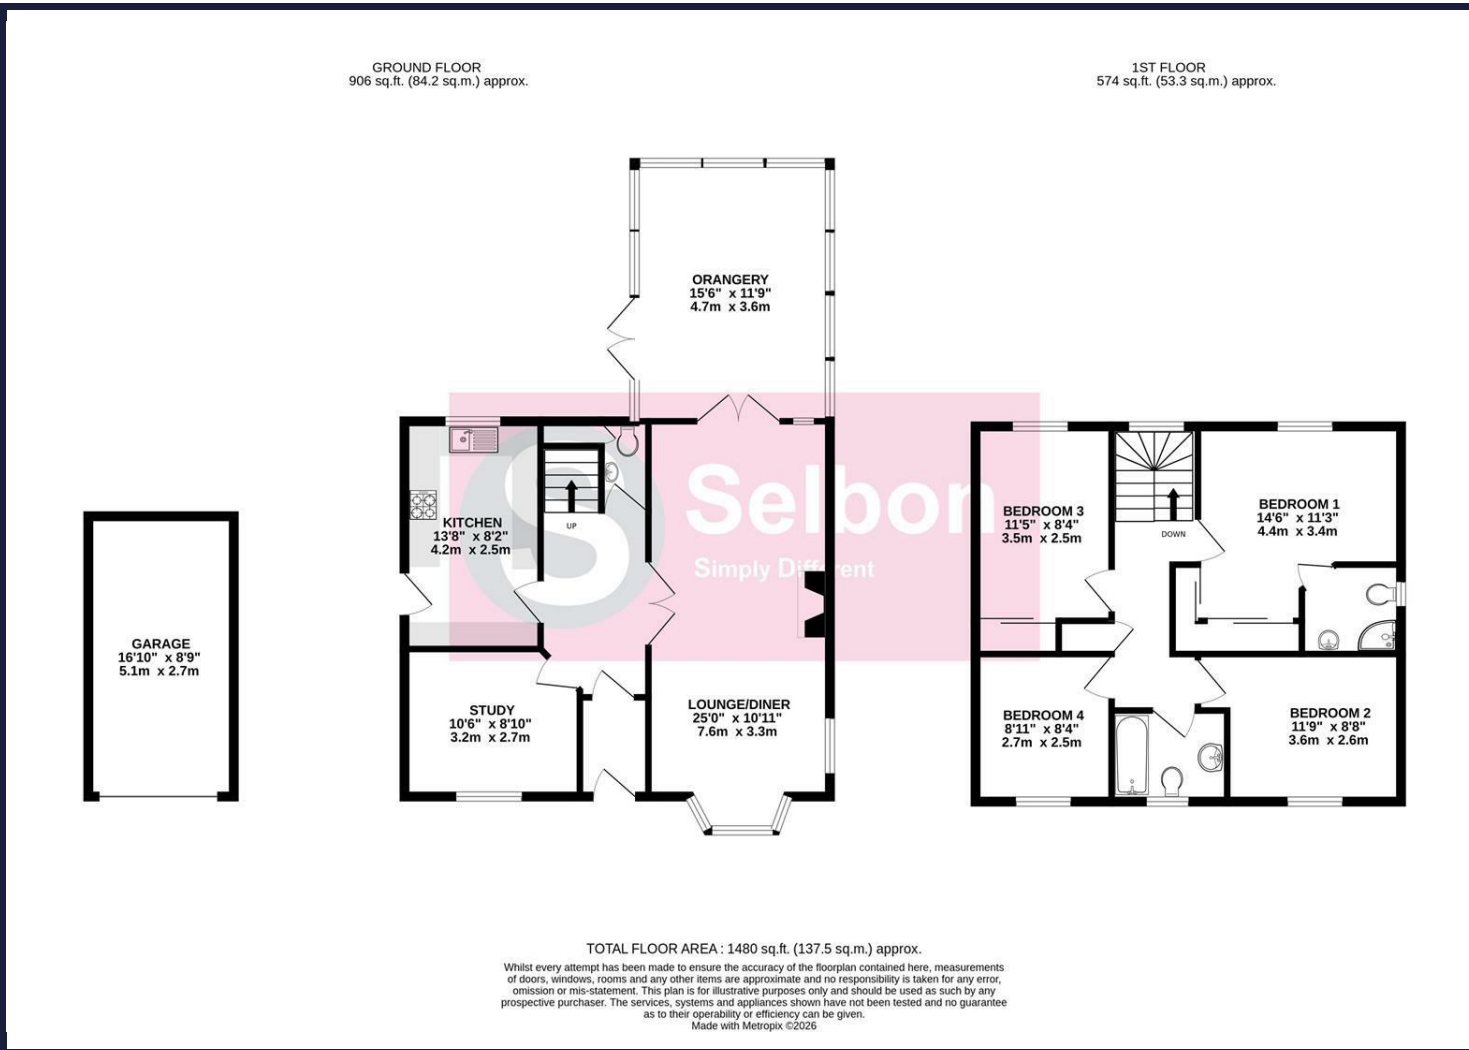 GROUND FLOOR
906 sq.ft. (84.2 sq.m.) approx.
1ST FLOOR
574 sq.ft. (53.3 sq.m.) approx.
ORANGERY
15'6" x 11'9"
4.7m x 3.6m
Selbon
Simply Different
KITCHEN
13'8" x 8'2"
4.2m x 2.5m
UP
GARAGE
16'10" x 8'9"
5.1m x 2.7m
STUDY
10'6" x 8'10"
3.2m x 2.7m
LOUNGE/DINER
25'0" x 10'11"
7.6m x 3.3m
BEDROOM 3
11'5" x 8'4"
3.5m x 2.5m
DOWN
BEDROOM 1
14'6" x 11'3"
4.4m x 3.4m
BEDROOM 4
8'11" x 8'4"
2.7m x 2.5m
BEDROOM 2
11'9" x 8'8"
3.6m x 2.6m
TOTAL FLOOR AREA : 1480 sq.ft. (137.5 sq.m.) approx.
Whilst every attempt has been made to ensure the accuracy of the floorplan contained here, measurements
of doors, windows, rooms and any other items are approximate and no responsibility is taken for any error,
omission or mis-statement. This plan is for illustrative purposes only and should be used as such by any
prospective purchaser. The services, systems and appliances shown have not been tested and no guarantee
as to their operability or efficiency can be given.
Made with Metropix ©2026